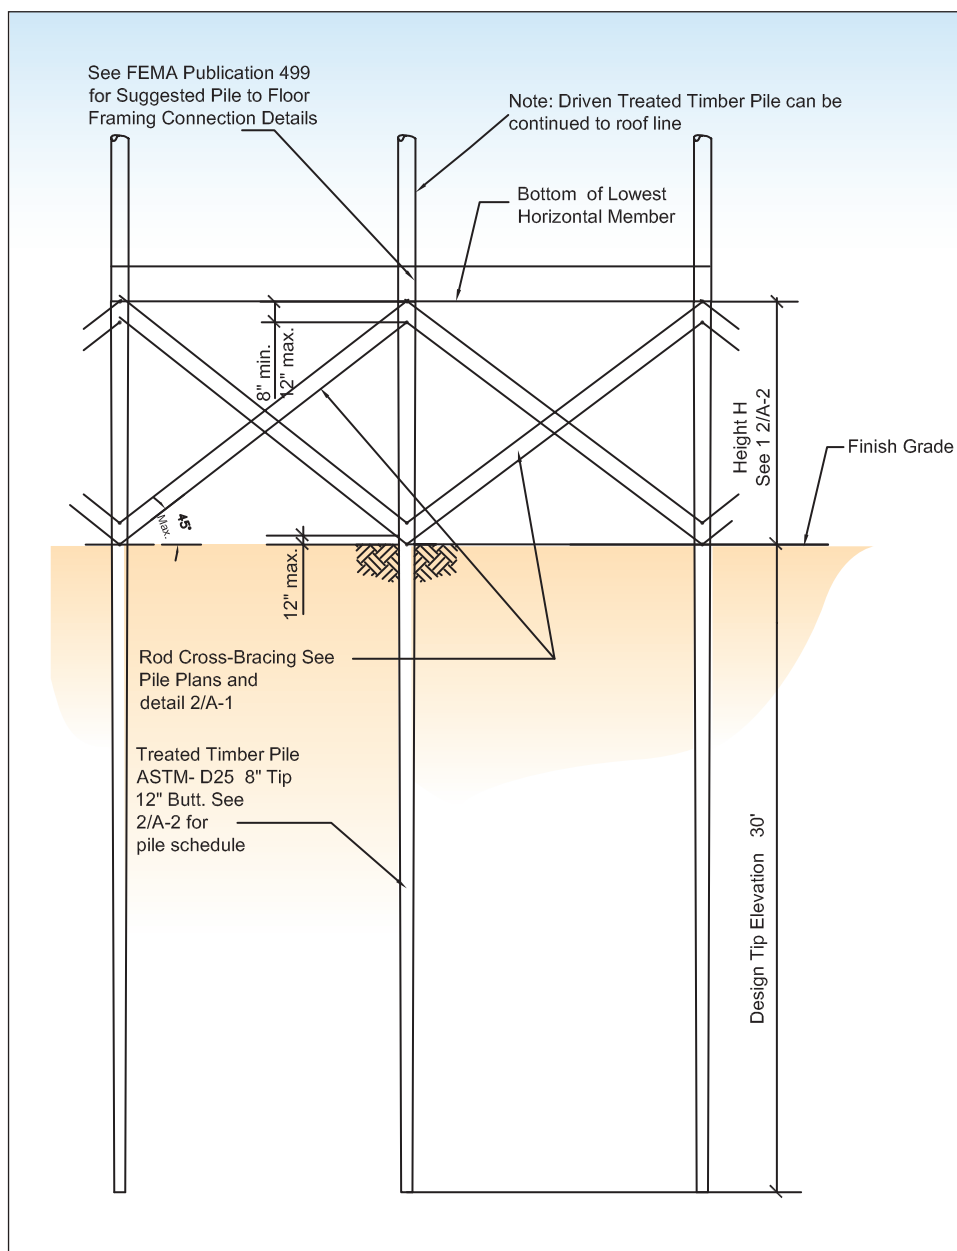 See FEMA Publication 499
for Suggested Pile to Floor
Framing Connection Details
Note: Driven Treated Timber Pile can be
continued to roof line
Bottom of Lowest
Horizontal Member
8" min.
12" max.
Height H
See 1 2/A-2
Finish Grade
45°
Max.
12" max.
Rod Cross-Bracing See
Pile Plans and
detail 2/A-1
Treated Timber Pile
ASTM- D25 8" Tip
12" Butt. See
2/A-2 for
pile schedule
Design Tip Elevation 30'